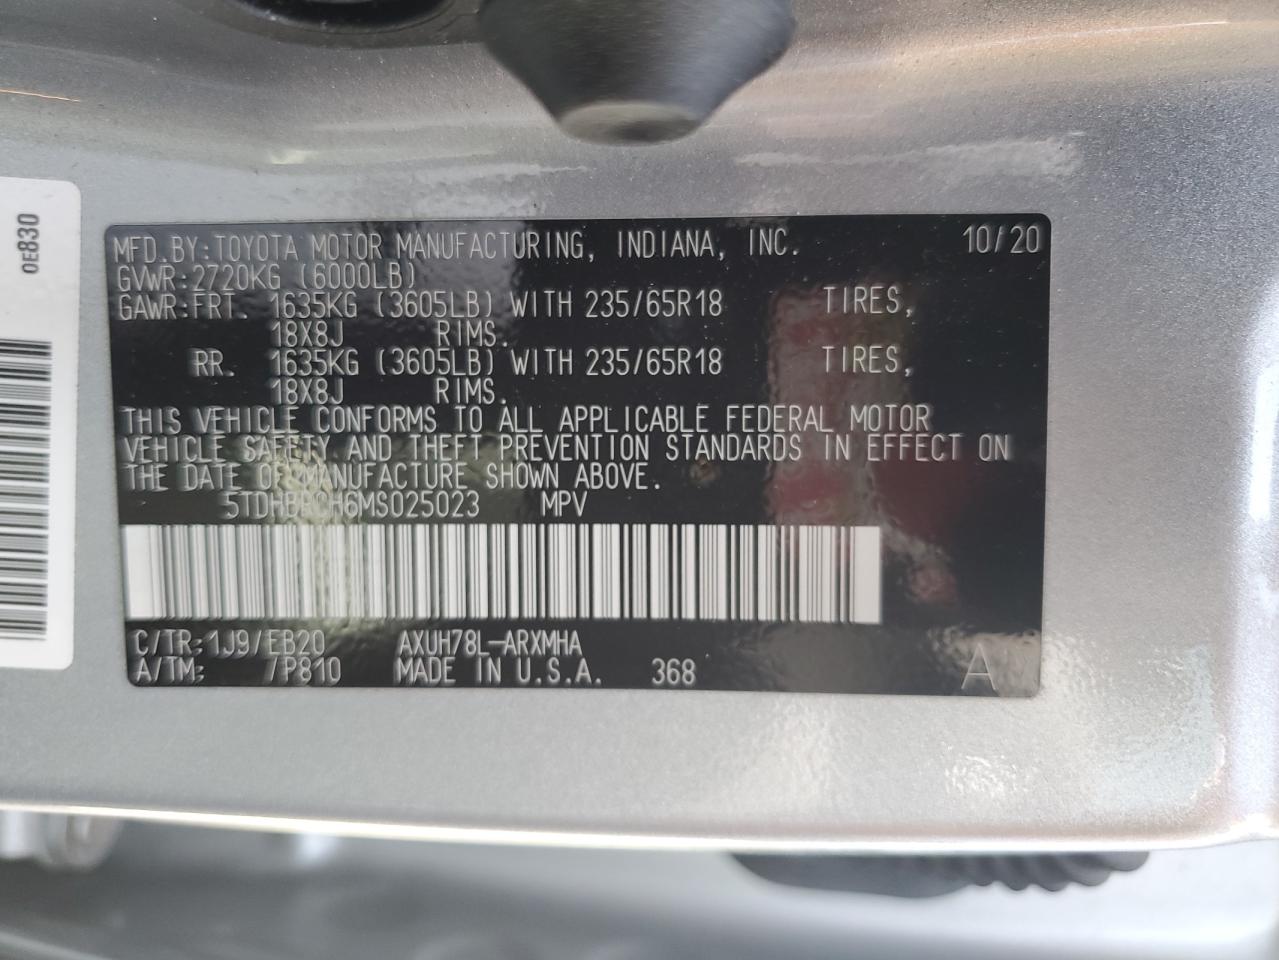 0E830
MFD.BY:TOYOTA MOTOR MANUFACTURING, INDIANA, INC. 10/20
GVWR:2720KG (6000LB)
GAWR:FRT. 1635KG (3605LB) WITH 235/65R18 TIRES,
18X8J RIMS.
RR. 1635KG (3605LB) WITH 235/65R18 TIRES,
18X8J RIMS.
THIS VEHICLE CONFORMS TO ALL APPLICABLE FEDERAL MOTOR
VEHICLE SAFETY AND THEFT PREVENTION STANDARDS IN EFFECT ON
THE DATE OF MANUFACTURE SHOWN ABOVE.
5TDHBRCH6MS025023 MPV
C/TR:1J9/EB20 AXUH78L-ARXMHA
A/TM: /P810 MADE IN U.S.A. 368 A